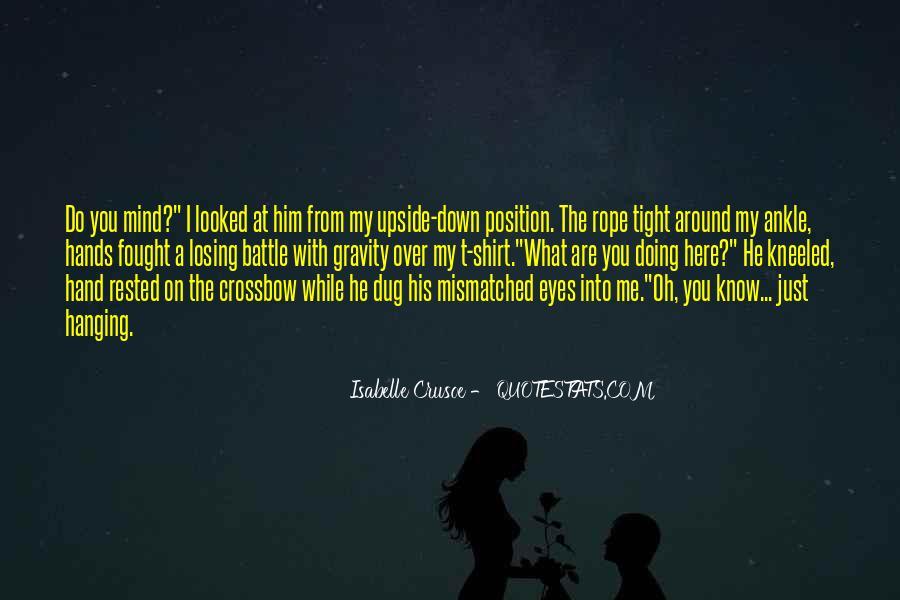 Do you mind?" I looked at him from my upside-down position. The rope tight around my ankle,
hands fought a losing battle with gravity over my t-shirt."What are you doing here?" He kneeled,
hand rested on the crossbow while he dug his mismatched eyes into me."Oh, you know... just
hanging.
Isabelle Crusoe - QUOTESTATS.COM